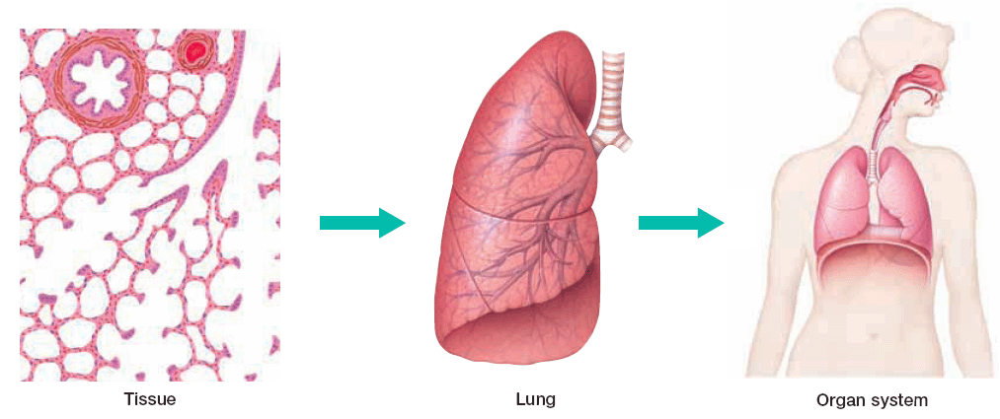 Tissue
Lung
Organ system